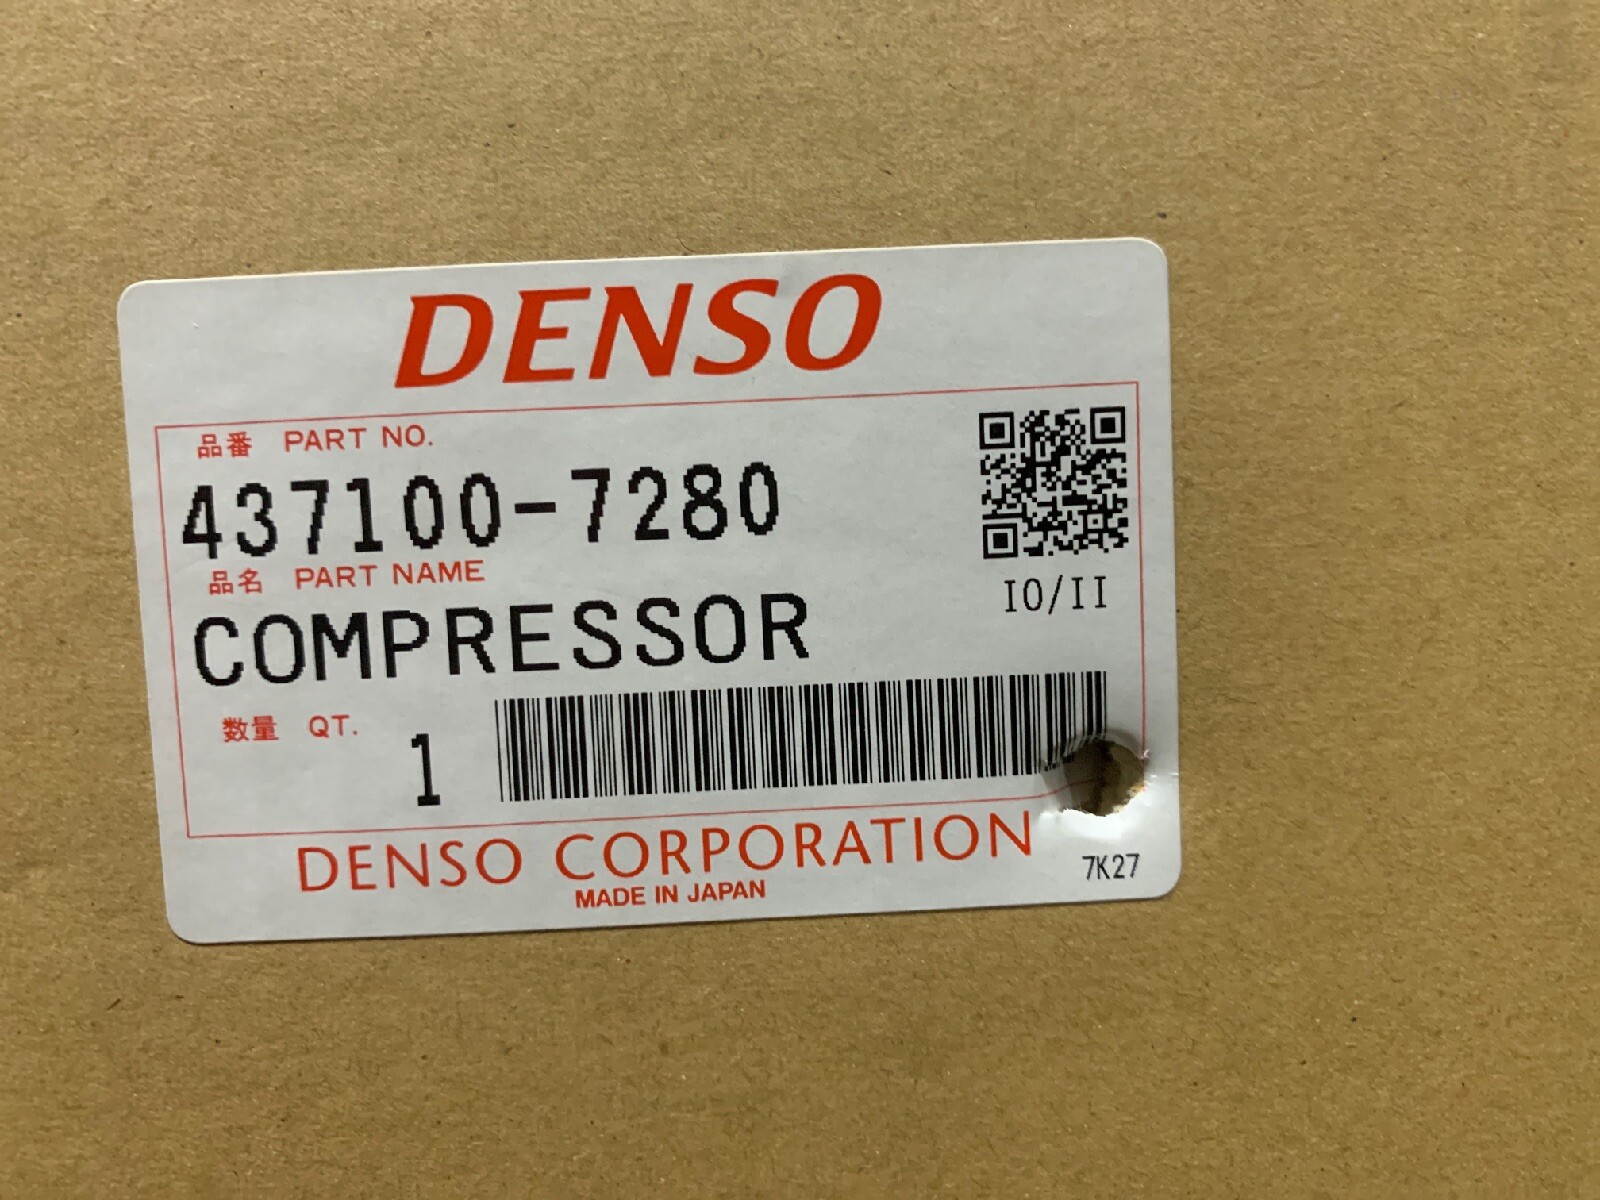 DENSO
品番 PART NO.
437100-7280
品名 PART NAME
COMPRESSOR
IO/II
数量 QT.
1
DENSO CORPORATION
MADE IN JAPAN
7K27